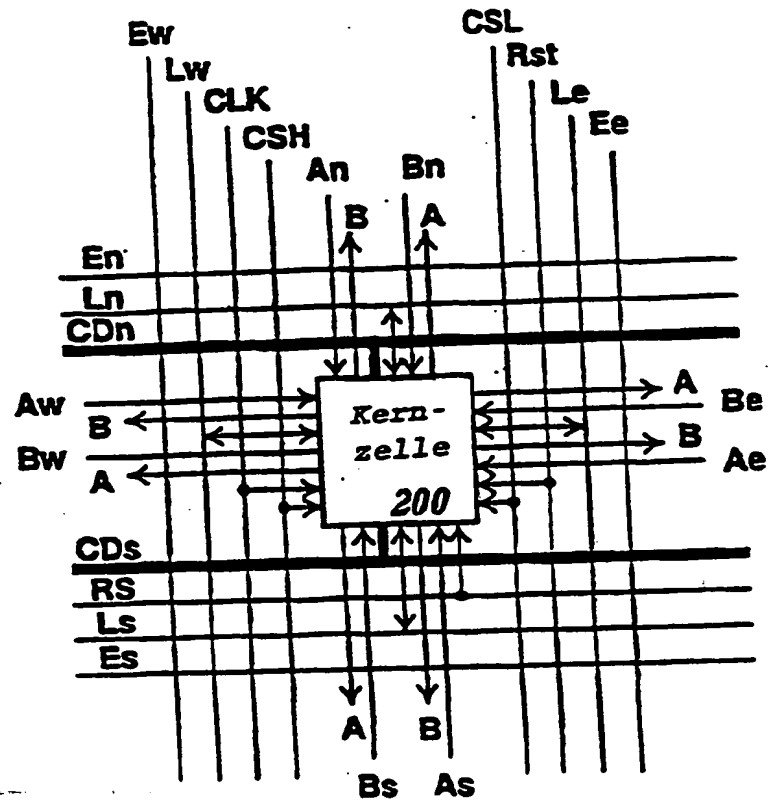 Ew
CSL
Lw
Rst
CLK
Le
CSH
Ee
An
Bn
B
A
En
Ln
CDn
Aw
A
Be
B
Kern-
zelle
B
Bw
Ae
A
200
CDs
RS
Ls
Es
A
B
Bs
As